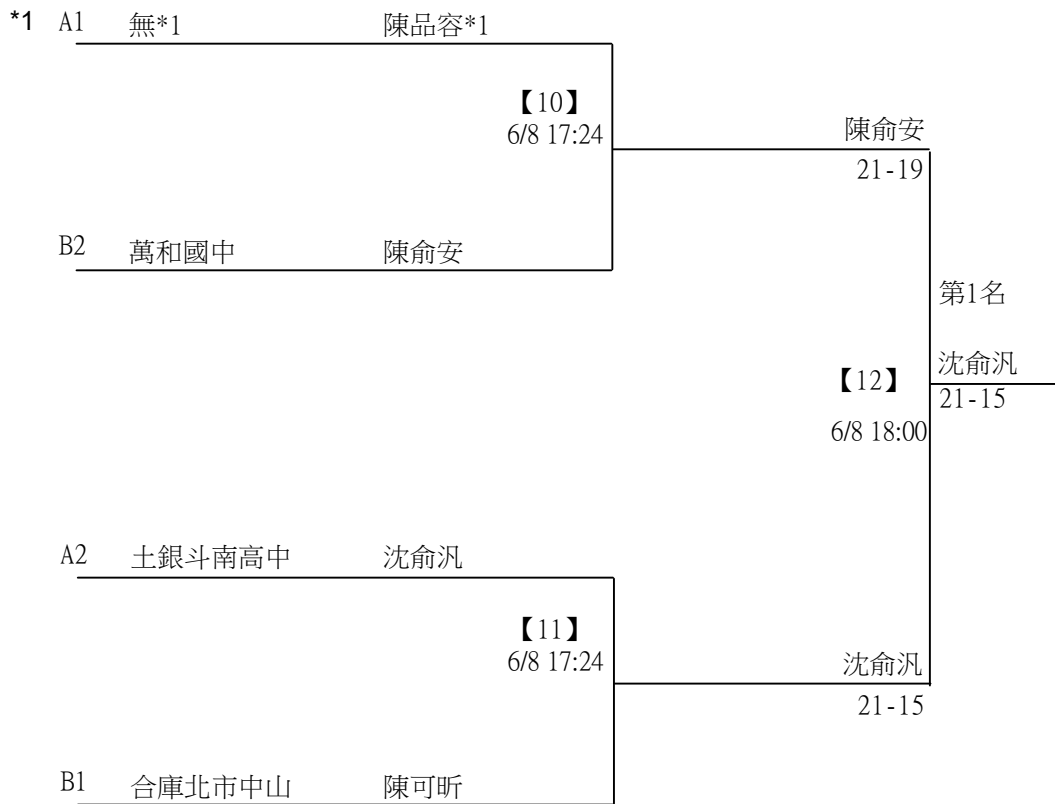 *1 A1 無*1 陳品容*1
【10】
6/8 17:24
陳俞安
21-19
B2 萬和國中 陳俞安
第1名
【12】
沈俞汎
21-15
6/8 18:00
A2 土銀斗南高中 沈俞汎
【11】
6/8 17:24
沈俞汎
21-15
B1 合庫北市中山 陳可昕